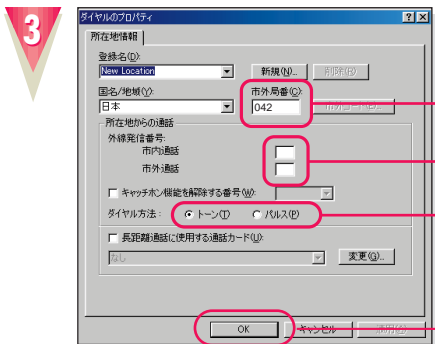 3
ダイヤルのプロパティ
所在地情報
登録名(D):
New Location 新規(N)... 削除(R)
国名/地域(Y): 市外局番(C):
日本 042
所在地からの通話
外線発信番号:
市内通話
市外通話
キャッチホン機能を解除する番号(W):
ダイヤル方法: トーン(T) パルス(P)
長距離通話に使用する通話カード(U):
なし 変更(G)...
OK キャンセル 適用(A)